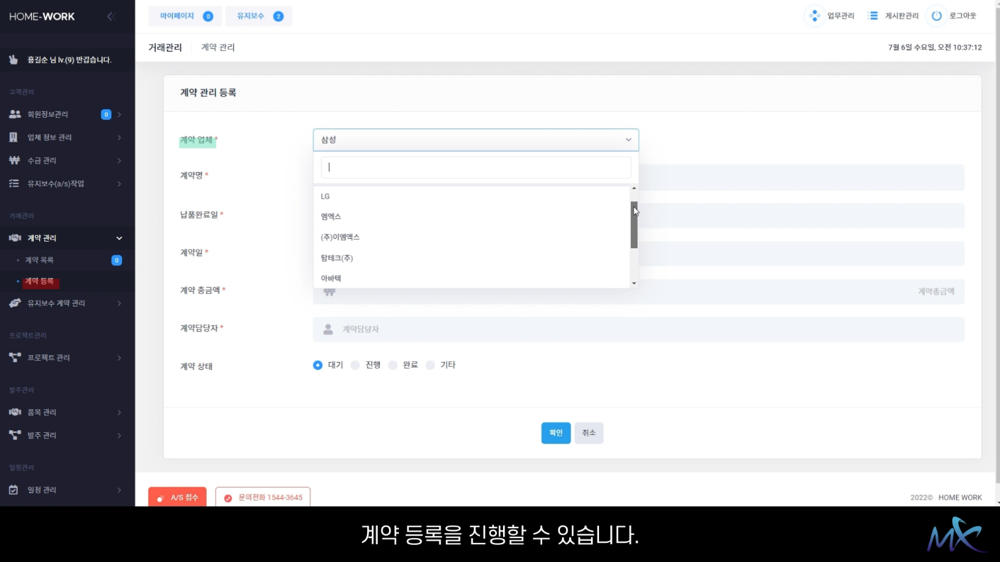 HOME-WORK
마이페이지 0
유지보수 2
업무관리
게시판관리
로그아웃
거래관리
계약 관리
7월 6일 수요일, 오전 10:37:12
홍길순 님 lv.(9) 반갑습니다.
고객관리
회원정보관리 0
업체 정보 관리
수금 관리
유지보수(a/s)작업
거래관리
계약 관리
계약 목록 0
계약 등록
유지보수 계약 관리
프로젝트관리
프로젝트 관리
발주관리
품목 관리
발주 관리
일정관리
일정 관리
계약 관리 등록
계약 업체 *
삼성
LG
엠엑스
(주)이엠엑스
탑테크(주)
아바텍
계약명 *
납품완료일 *
계약일 *
계약 총금액 *
₩
계약총금액
계약담당자 *
계약담당자
계약 상태
대기 진행 완료 기타
확인
취소
A/S 접수
문의전화 1544-3645
2022© HOME WORK
계약 등록을 진행할 수 있습니다.
MX